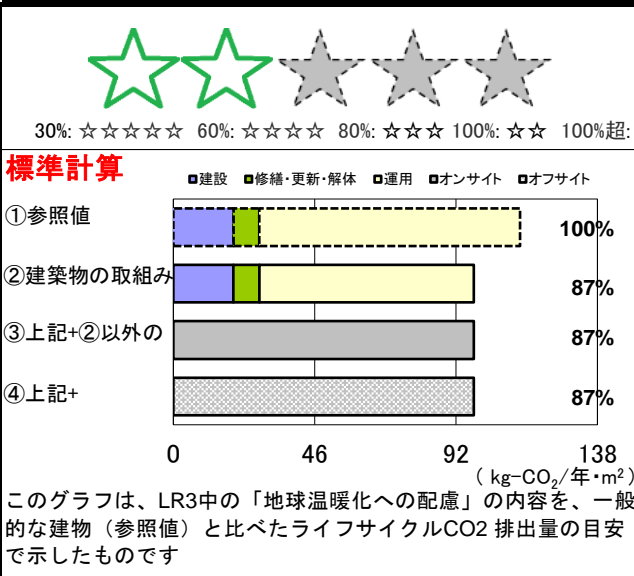 30%: ☆☆☆☆☆ 60%: ☆☆☆☆ 80%: ☆☆☆ 100%: ☆☆ 100%超:
標準計算
建設 修繕・更新・解体 運用 オンサイト オフサイト
①参照値 100%
②建築物の取組み 87%
③上記+②以外の 87%
④上記+ 87%
0 46 92 138
( kg-CO₂/年・m²)
このグラフは、LR3中の「地球温暖化への配慮」の内容を、一般
的な建物（参照値）と比べたライフサイクルCO2 排出量の目安
で示したものです